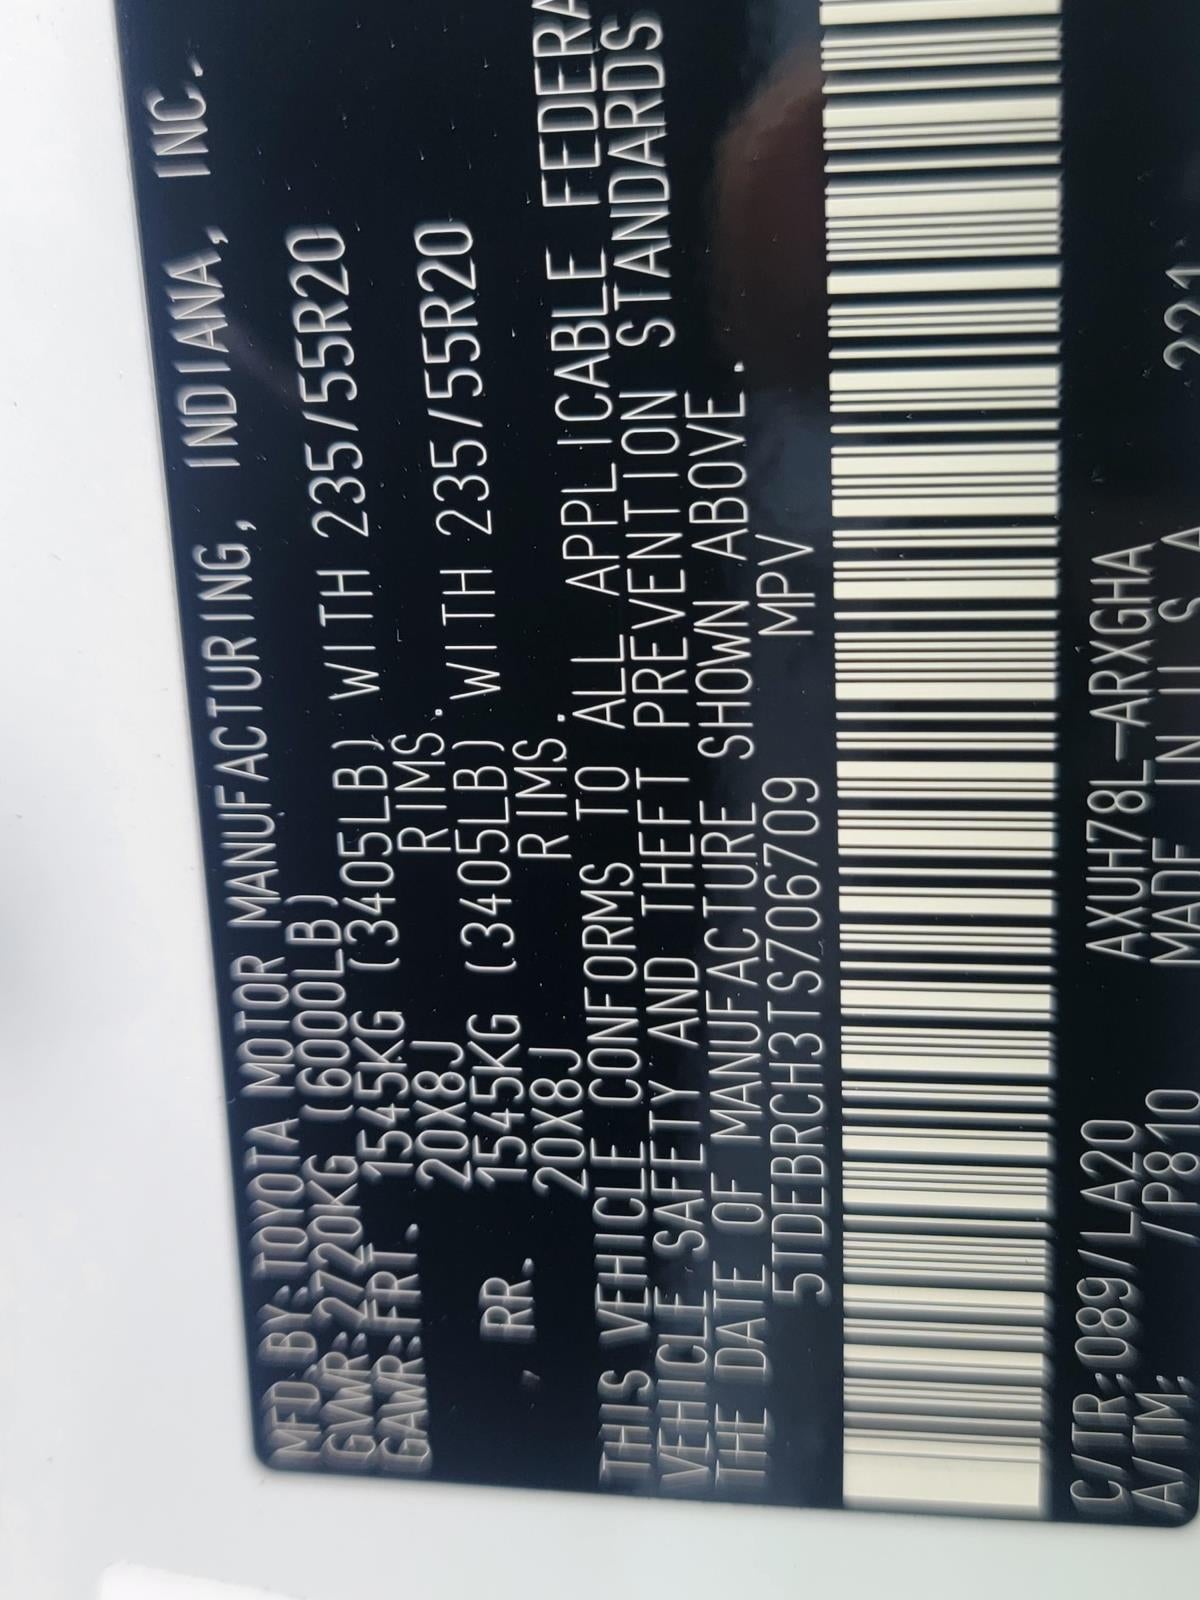 MFD. BY: TOYOTA MOTOR MANUFACTURING, INDIANA, INC.
GVWR: 2720KG (6000LB)
GAWR: FRT. 1545KG (3405LB) WITH 235/55R20
20X8J RIMS.
, RR. 1545KG (3405LB) WITH 235/55R20
20X8J RIMS.
THIS VEHICLE CONFORMS TO ALL APPLICABLE
VEHICLE SAFETY AND THEFT PREVENTION STANDARDS
THE DATE OF MANUFACTURE SHOWN ABOVE.
5TDEBRCH3TS706709 MPV
C/TR: 089/LA20 AXUH78L-ARXGHA
A/TM: /P810 MADE IN U.S.A.